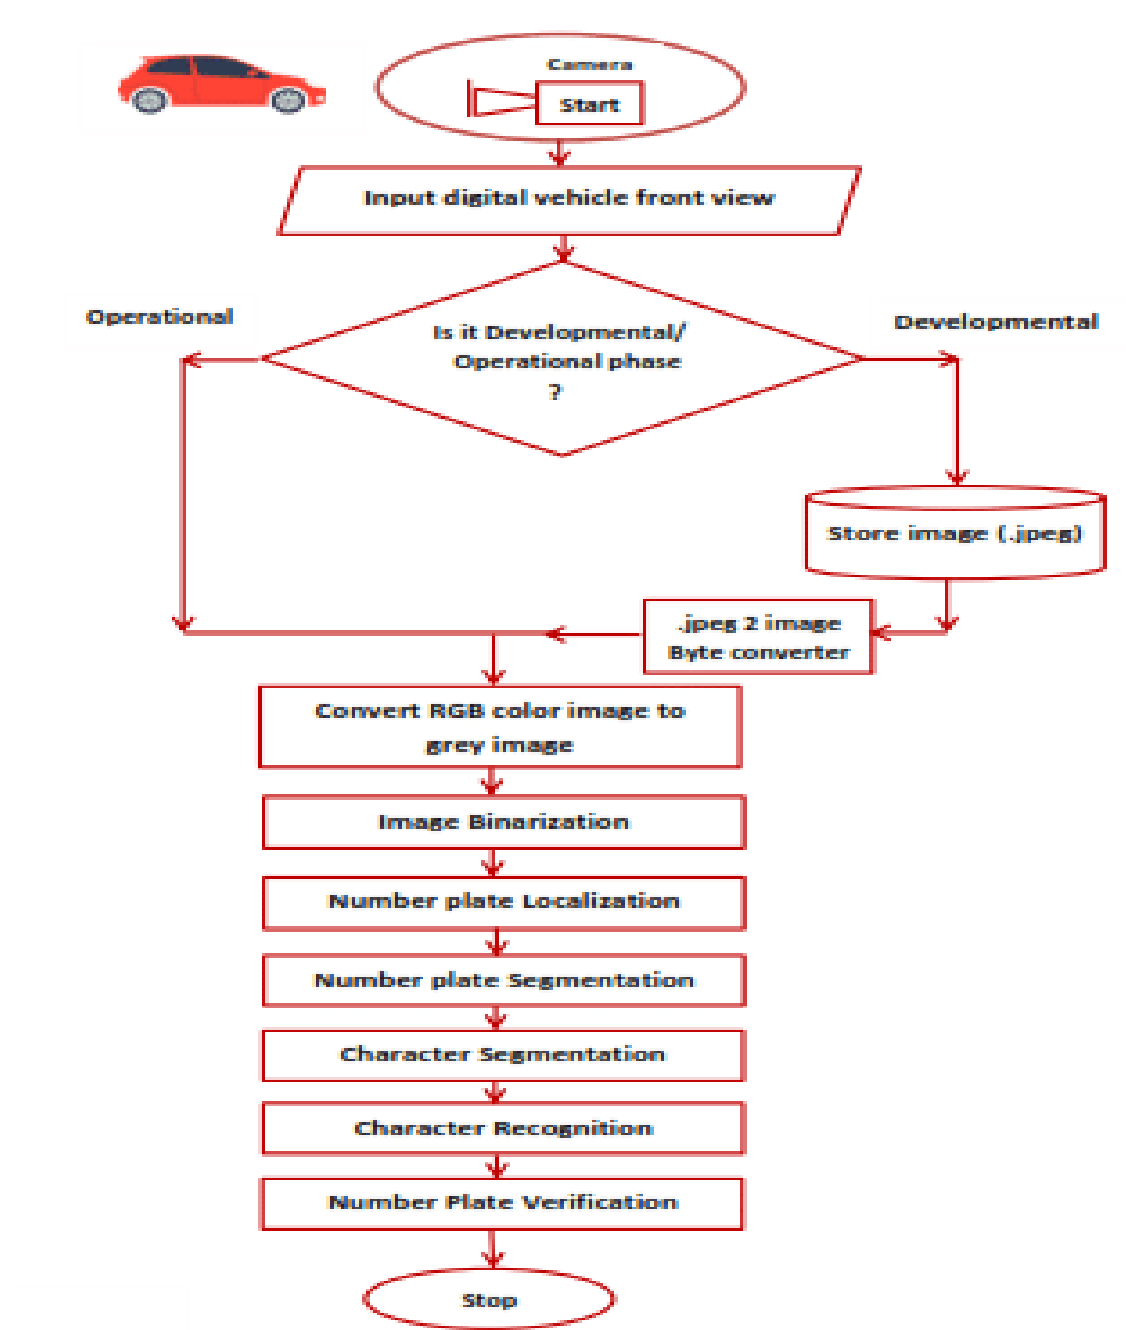 Camera
Start
Input digital vehicle front view
Operational
Developmental
Is it Developmental/
Operational phase
?
Store image (.jpeg)
.jpeg 2 image
Byte converter
Convert RGB color image to
grey image
Image Binarization
Number plate Localization
Number plate Segmentation
Character Segmentation
Character Recognition
Number Plate Verification
Stop